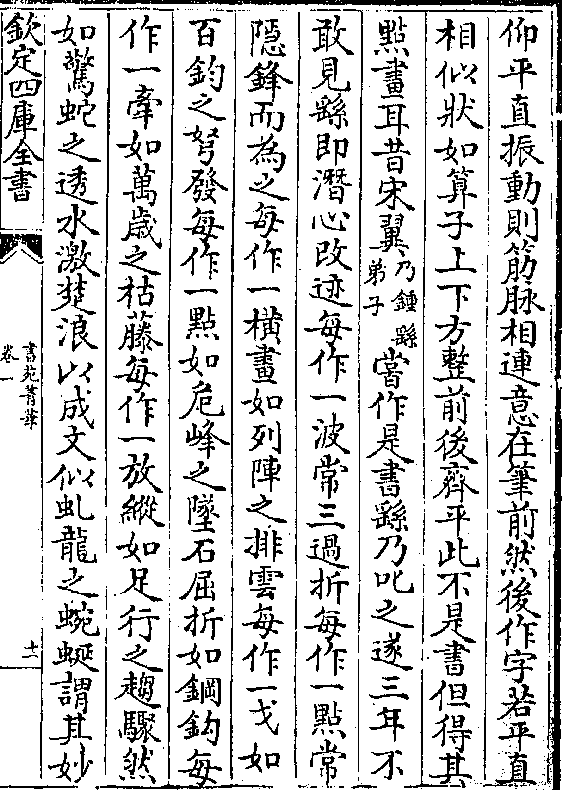 仰平直振動則筋脉相連意在筆前然後作字若平直
相似狀如算子上下方整前後齊平此不是書但得其
點畫耳昔宋翼乃鍾繇弟子嘗作是書繇乃叱之遂三年不
敢見繇即潛心改迹每作一波常三過折每作一點常
隱鋒而為之每作一橫畫如列陣之排雲每作一戈如
百鈞之弩發每作一點如危峰之墜石屈折如鋼鈎每
作一牽如萬歲之枯藤每作一放縱如足行之趨驟然
如驚蛇之透水激楚浪以成文似虬龍之蜿蜒謂其妙
欽定四庫全書
書苑菁華
卷一
十一